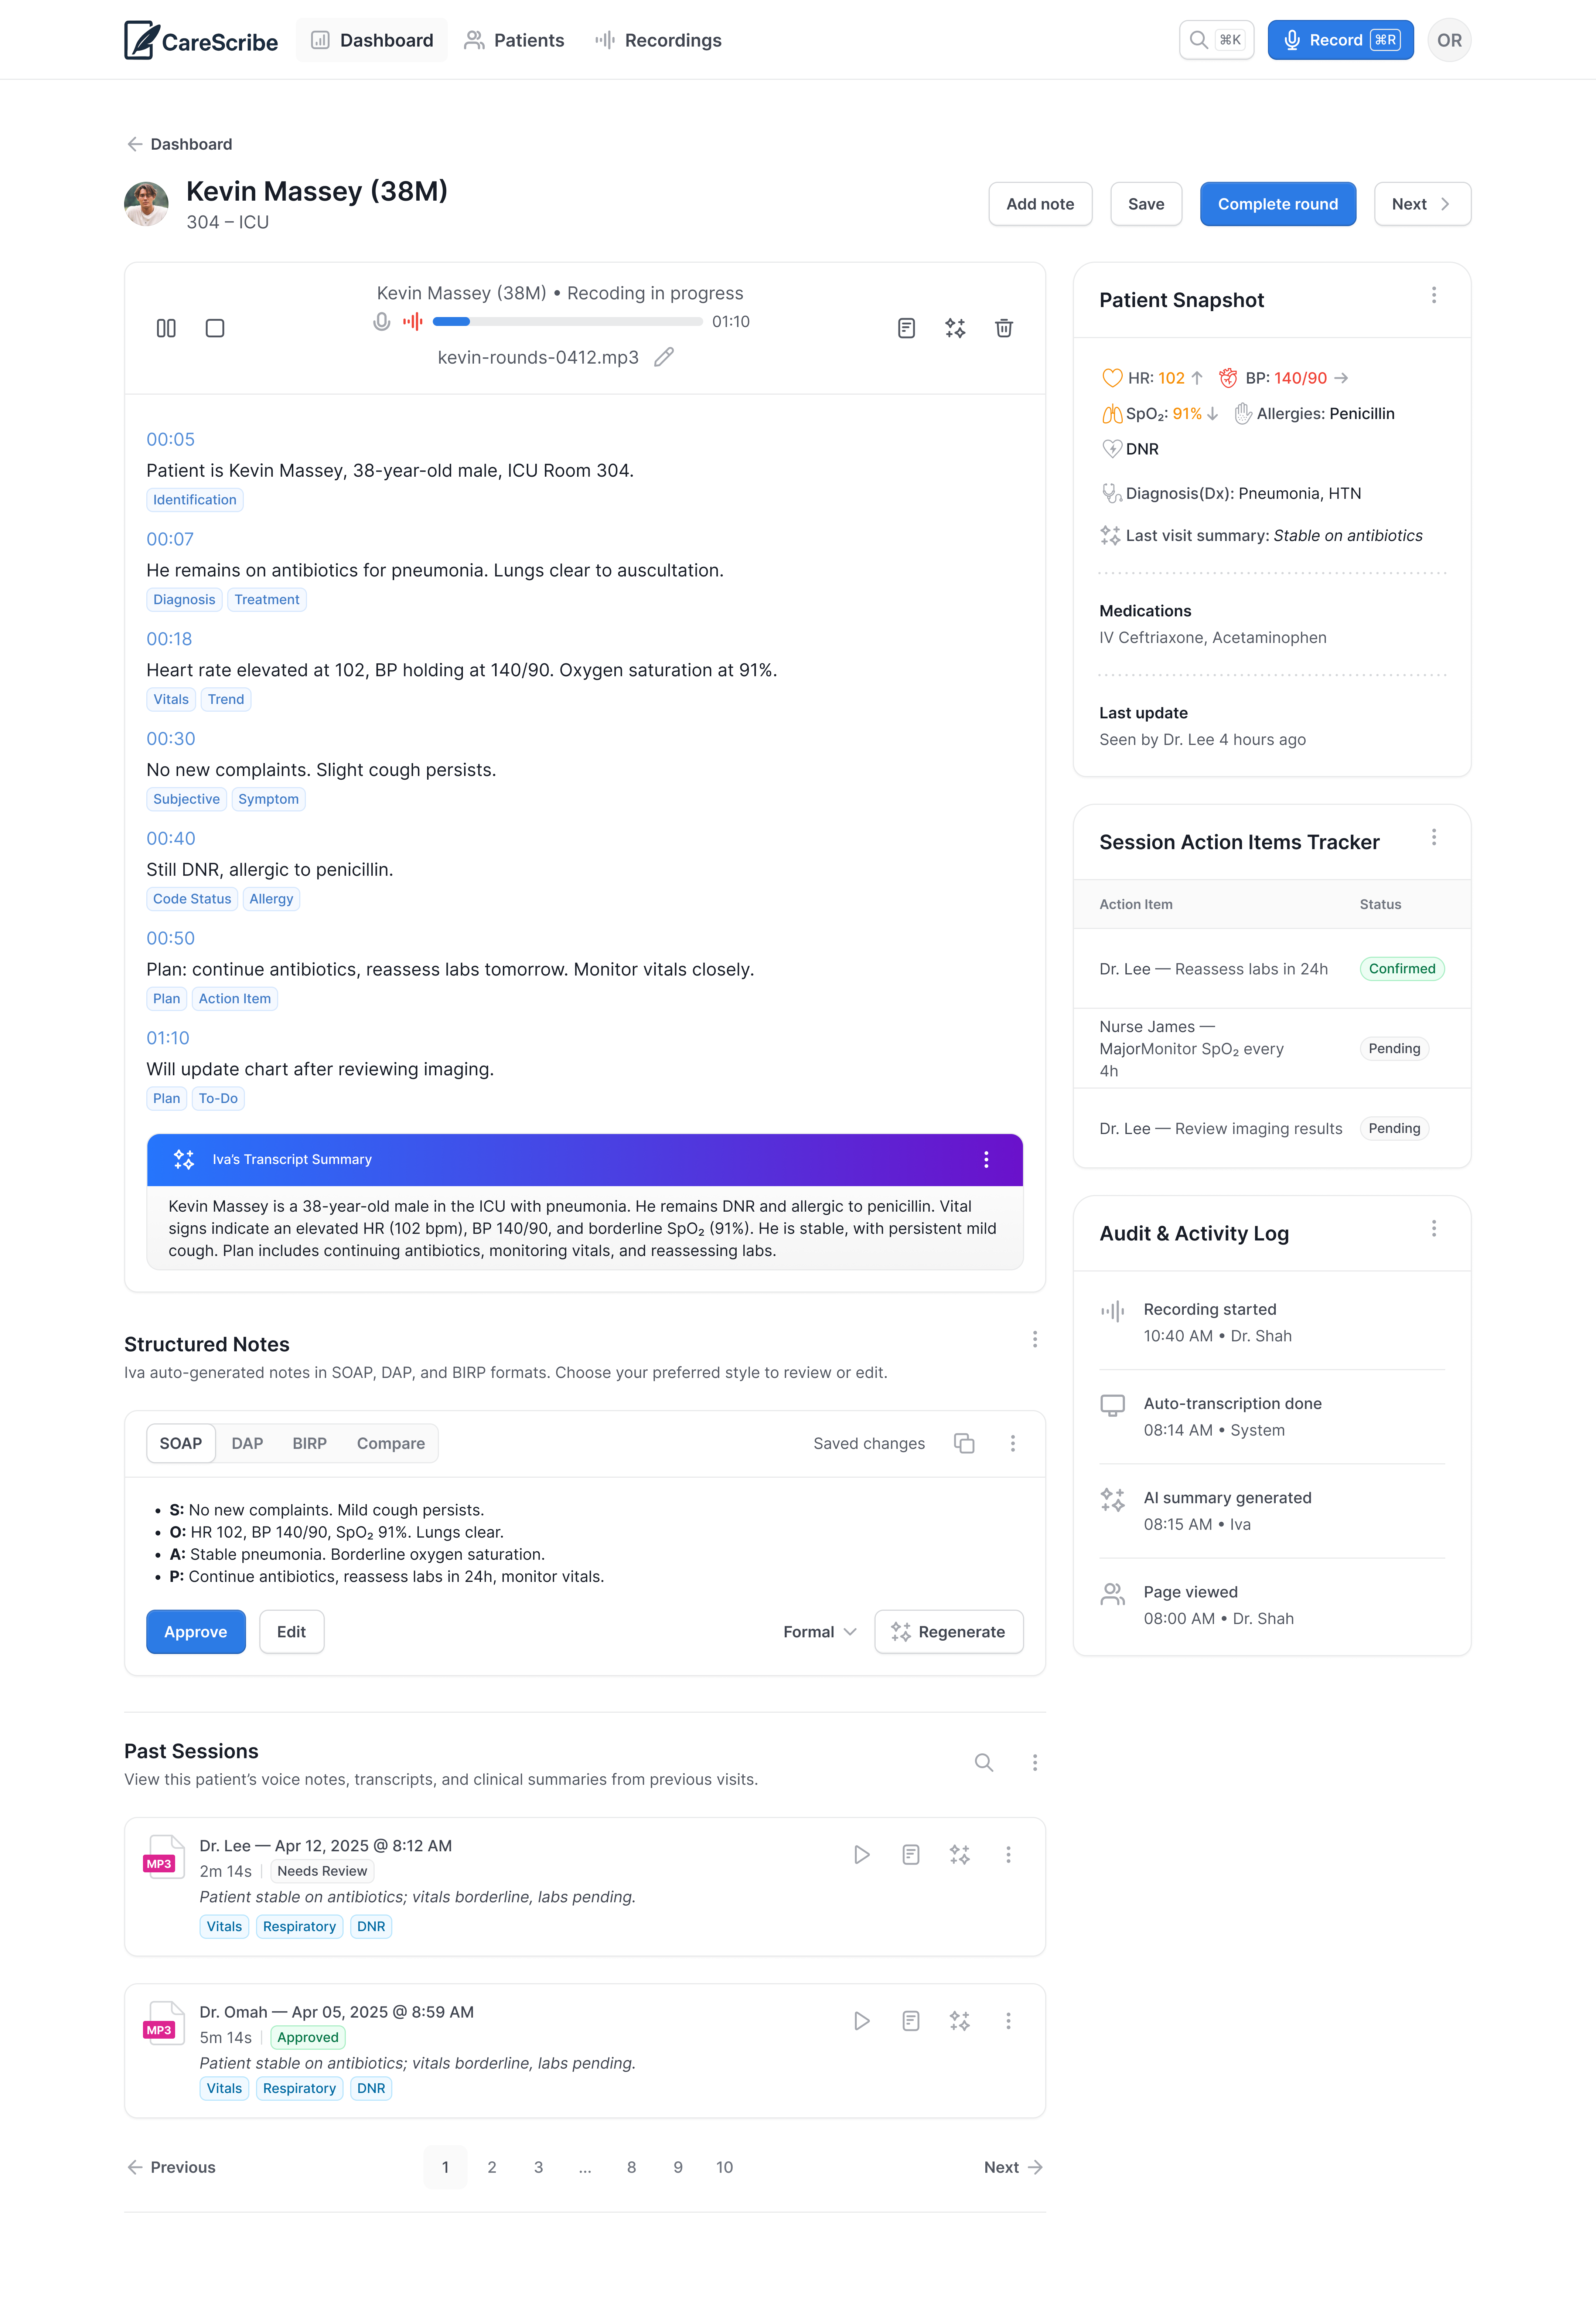 CareScribe
Dashboard
Patients
Recordings
⌘K
Record ⌘R
OR
Dashboard
Kevin Massey (38M)
304 – ICU
Add note
Save
Complete round
Next
Kevin Massey (38M) • Recoding in progress
01:10
kevin-rounds-0412.mp3
00:05
Patient is Kevin Massey, 38-year-old male, ICU Room 304.
Identification
00:07
He remains on antibiotics for pneumonia. Lungs clear to auscultation.
Diagnosis Treatment
00:18
Heart rate elevated at 102, BP holding at 140/90. Oxygen saturation at 91%.
Vitals Trend
00:30
No new complaints. Slight cough persists.
Subjective Symptom
00:40
Still DNR, allergic to penicillin.
Code Status Allergy
00:50
Plan: continue antibiotics, reassess labs tomorrow. Monitor vitals closely.
Plan Action Item
01:10
Will update chart after reviewing imaging.
Plan To-Do
Iva’s Transcript Summary
Kevin Massey is a 38-year-old male in the ICU with pneumonia. He remains DNR and allergic to penicillin. Vital
signs indicate an elevated HR (102 bpm), BP 140/90, and borderline SpO₂ (91%). He is stable, with persistent mild
cough. Plan includes continuing antibiotics, monitoring vitals, and reassessing labs.
Structured Notes
Iva auto-generated notes in SOAP, DAP, and BIRP formats. Choose your preferred style to review or edit.
SOAP DAP BIRP Compare
Saved changes
• S: No new complaints. Mild cough persists.
• O: HR 102, BP 140/90, SpO₂ 91%. Lungs clear.
• A: Stable pneumonia. Borderline oxygen saturation.
• P: Continue antibiotics, reassess labs in 24h, monitor vitals.
Approve
Edit
Formal
Regenerate
Past Sessions
View this patient’s voice notes, transcripts, and clinical summaries from previous visits.
MP3
Dr. Lee — Apr 12, 2025 @ 8:12 AM
2m 14s | Needs Review
Patient stable on antibiotics; vitals borderline, labs pending.
Vitals Respiratory DNR
MP3
Dr. Omah — Apr 05, 2025 @ 8:59 AM
5m 14s | Approved
Patient stable on antibiotics; vitals borderline, labs pending.
Vitals Respiratory DNR
Previous
1 2 3 ... 8 9 10
Next
Patient Snapshot
HR: 102 ↑ BP: 140/90 →
SpO₂: 91% ↓ Allergies: Penicillin
DNR
Diagnosis(Dx): Pneumonia, HTN
Last visit summary: Stable on antibiotics
Medications
IV Ceftriaxone, Acetaminophen
Last update
Seen by Dr. Lee 4 hours ago
Session Action Items Tracker
Action Item Status
Dr. Lee — Reassess labs in 24h Confirmed
Nurse James —
MajorMonitor SpO₂ every
4h
Pending
Dr. Lee — Review imaging results Pending
Audit & Activity Log
Recording started
10:40 AM • Dr. Shah
Auto-transcription done
08:14 AM • System
AI summary generated
08:15 AM • Iva
Page viewed
08:00 AM • Dr. Shah